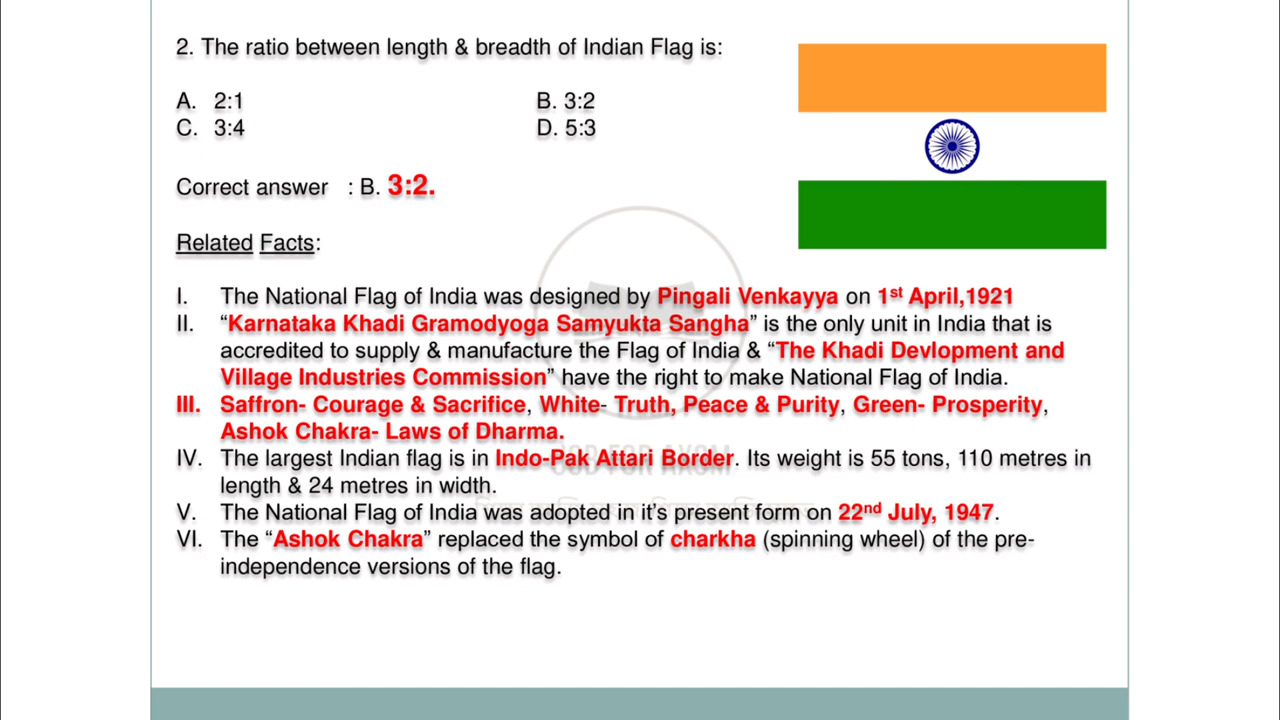 2. The ratio between length & breadth of Indian Flag is:
A. 2:1
B. 3:2
C. 3:4
D. 5:3
Correct answer : B. 3:2.
Related Facts:
I. The National Flag of India was designed by Pingali Venkayya on 1st April,1921
II. “Karnataka Khadi Gramodyoga Samyukta Sangha” is the only unit in India that is
accredited to supply & manufacture the Flag of India & “The Khadi Devlopment and
Village Industries Commission” have the right to make National Flag of India.
III. Saffron- Courage & Sacrifice, White- Truth, Peace & Purity, Green- Prosperity,
Ashok Chakra- Laws of Dharma.
JOB FOR AXOM
IV. The largest Indian flag is in Indo-Pak Attari Border. Its weight is 55 tons, 110 metres in
length & 24 metres in width.
V. The National Flag of India was adopted in it’s present form on 22nd July, 1947.
VI. The “Ashok Chakra” replaced the symbol of charkha (spinning wheel) of the pre-
independence versions of the flag.